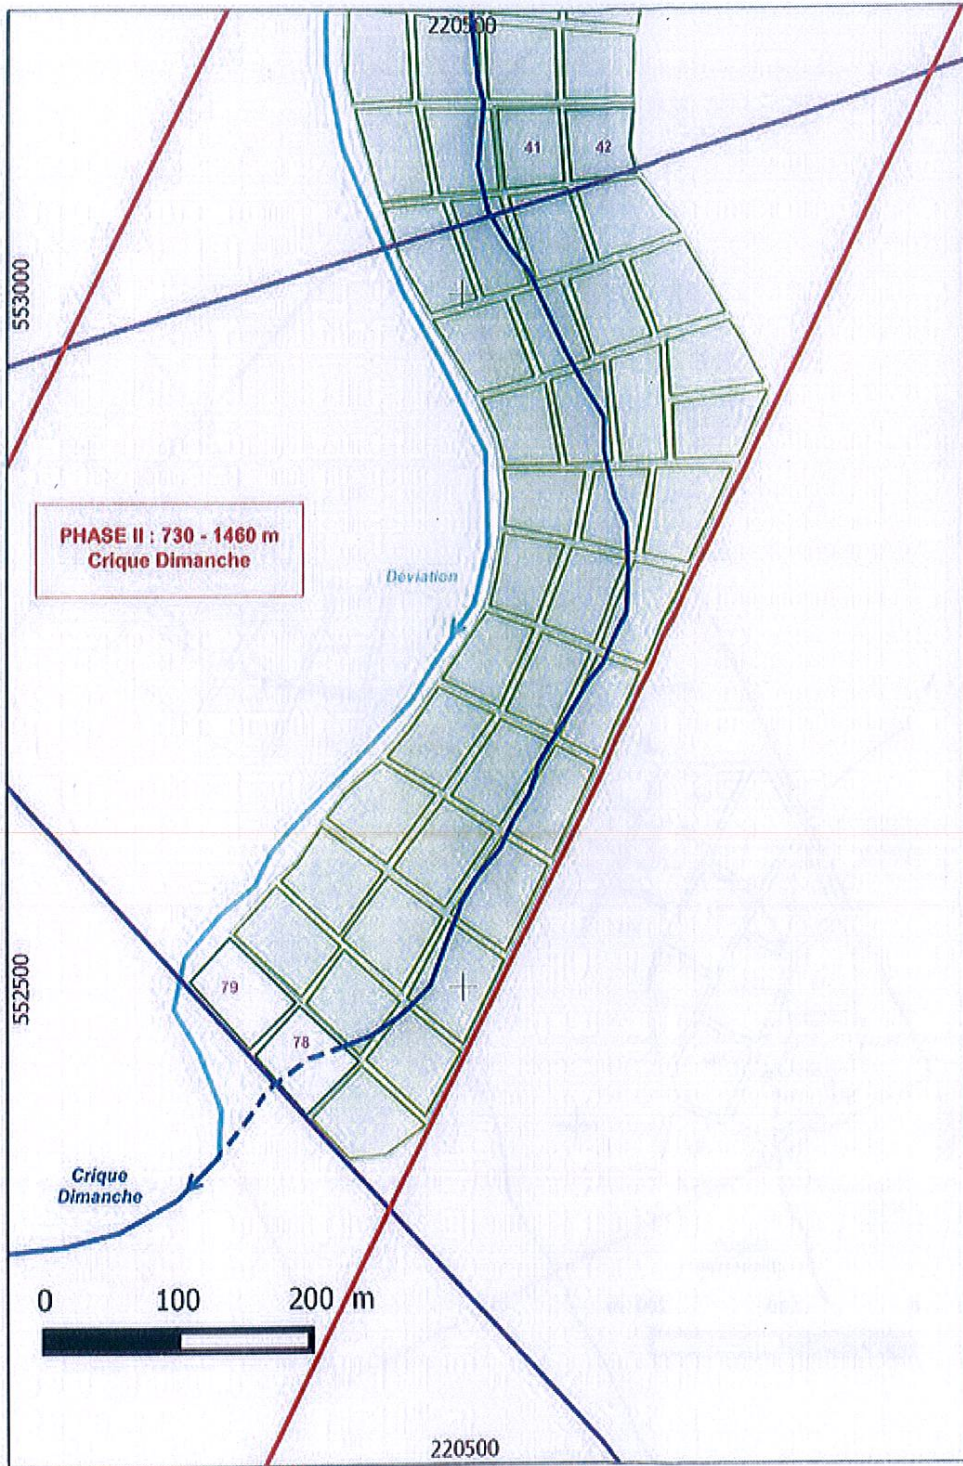 220500
41
42
553000
PHASE II : 730 - 1460 m
Crique Dimanche
Déviation
552500
79
78
Crique
Dimanche
0 100 200 m
220500